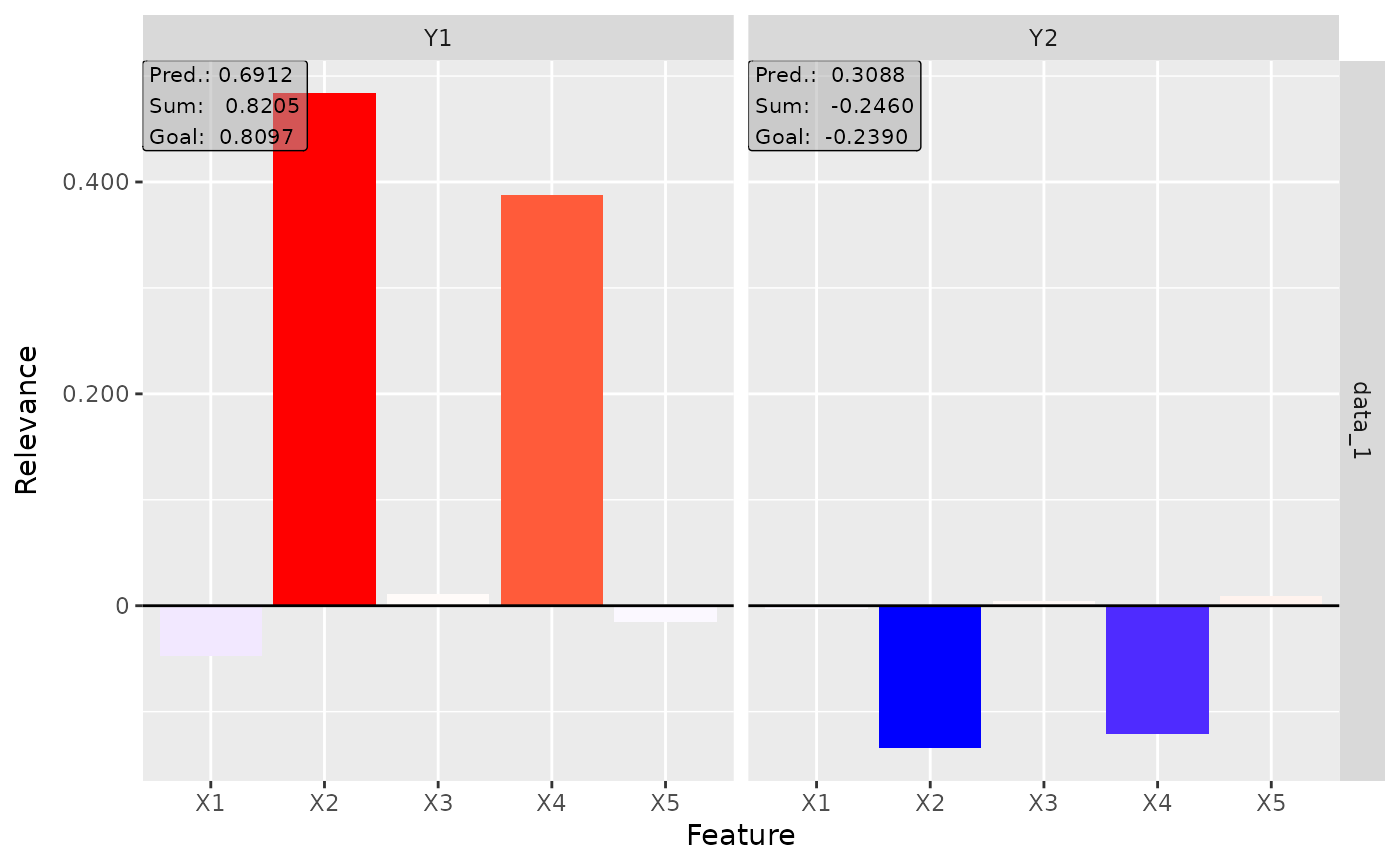 Y1
Y2
Pred.: 0.6912
Sum: 0.8205
Goal: 0.8097
Pred.: 0.3088
Sum: -0.2460
Goal: -0.2390
0.400
0.200
0
Relevance
data_1
X1 X2 X3 X4 X5
X1 X2 X3 X4 X5
Feature